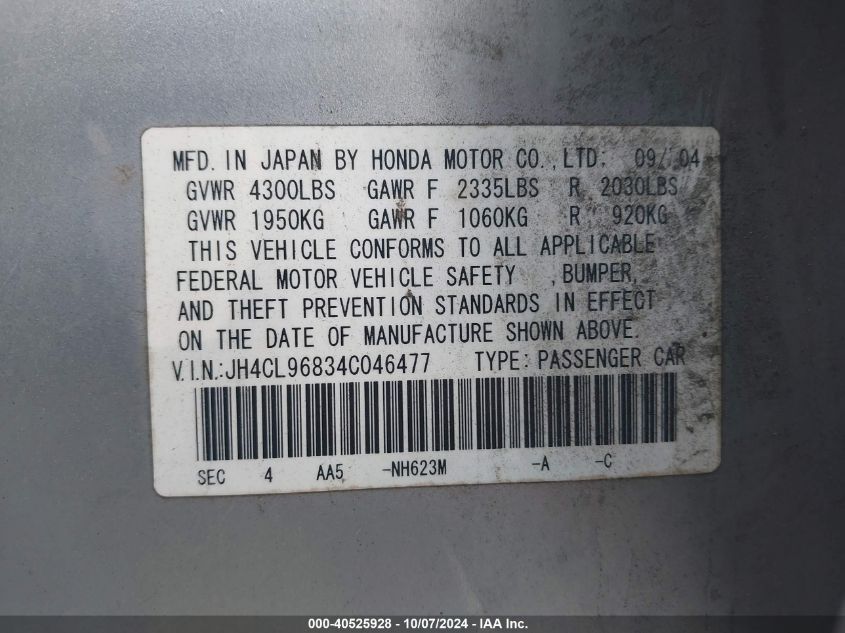 MFD. IN JAPAN BY HONDA MOTOR CO., LTD. 09/ 04
GVWR 4300LBS GAWR F 2335LBS R 2030LBS
GVWR 1950KG GAWR F 1060KG R 920KG
THIS VEHICLE CONFORMS TO ALL APPLICABLE
FEDERAL MOTOR VEHICLE SAFETY , BUMPER,
AND THEFT PREVENTION STANDARDS IN EFFECT
ON THE DATE OF MANUFACTURE SHOWN ABOVE.
V.I.N.:JH4CL96834C046477 TYPE: PASSENGER CAR
SEC 4 AA5 -NH623M -A -C
000-40525928 - 10/07/2024 - IAA Inc.